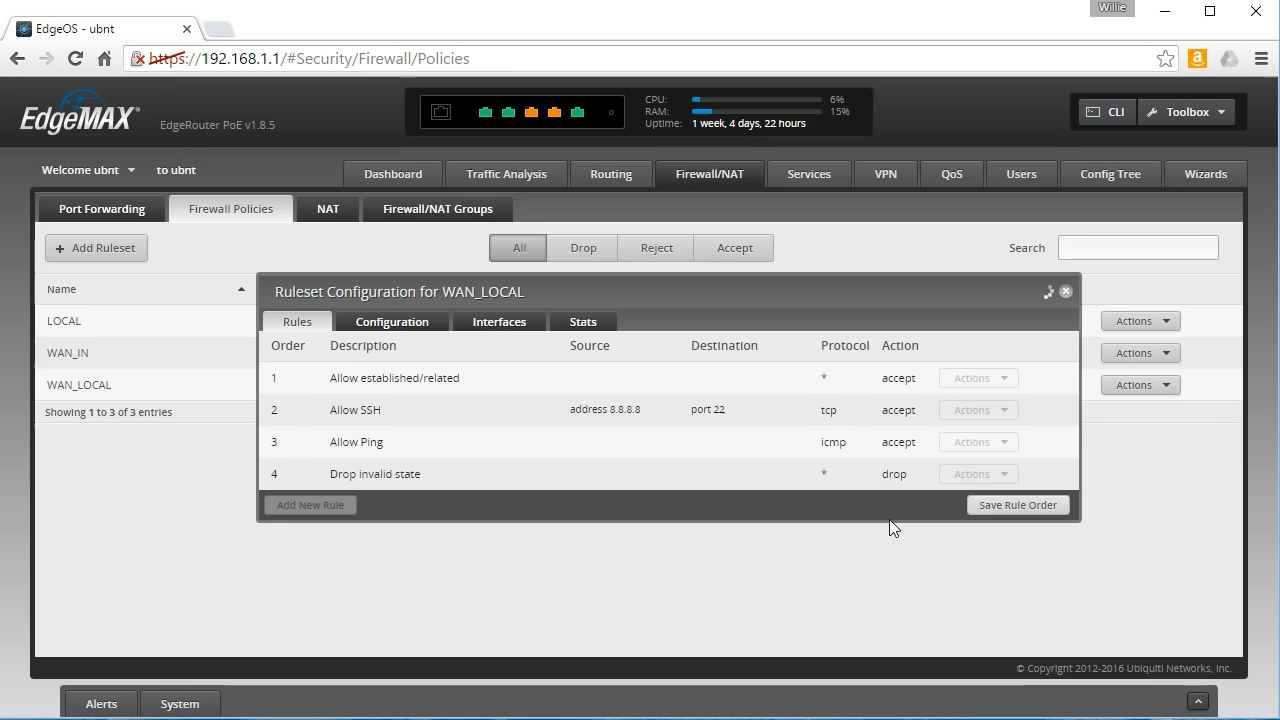 Willie
EdgeOS - ubnt
https://192.168.1.1/#Security/Firewall/Policies
EdgeMAX
EdgeRouter PoE v1.8.5
CPU: 6%
RAM: 15%
Uptime: 1 week, 4 days, 22 hours
CLI
Toolbox
Welcome ubnt to ubnt
Dashboard Traffic Analysis Routing Firewall/NAT Services VPN QoS Users Config Tree Wizards
Port Forwarding Firewall Policies NAT Firewall/NAT Groups
+ Add Ruleset
All Drop Reject Accept
Search
Name
LOCAL Actions
WAN_IN Actions
WAN_LOCAL Actions
Showing 1 to 3 of 3 entries
Ruleset Configuration for WAN_LOCAL
Rules Configuration Interfaces Stats
Order Description Source Destination Protocol Action
1 Allow established/related * accept Actions
2 Allow SSH address 8.8.8.8 port 22 tcp accept Actions
3 Allow Ping icmp accept Actions
4 Drop invalid state * drop Actions
Add New Rule
Save Rule Order
© Copyright 2012-2016 Ubiquiti Networks, Inc.
Alerts System